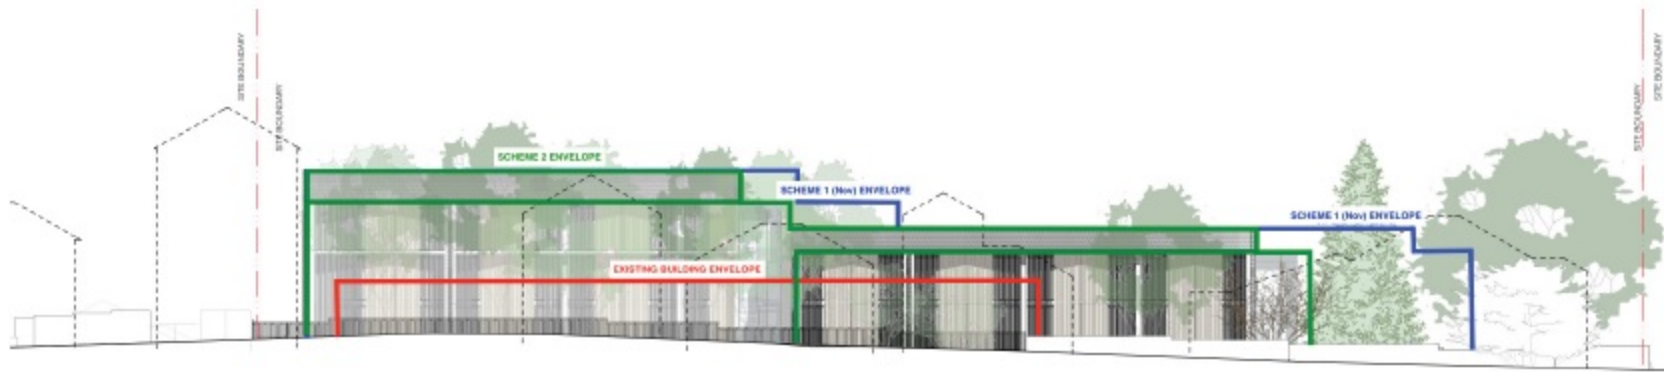 SITE BOUNDARY
SITE BOUNDARY
SCHEME 2 ENVELOPE
SCHEME 1 (Nov) ENVELOPE
EXISTING BUILDING ENVELOPE
SCHEME 1 (Nov) ENVELOPE
SITE BOUNDARY
SITE BOUNDARY